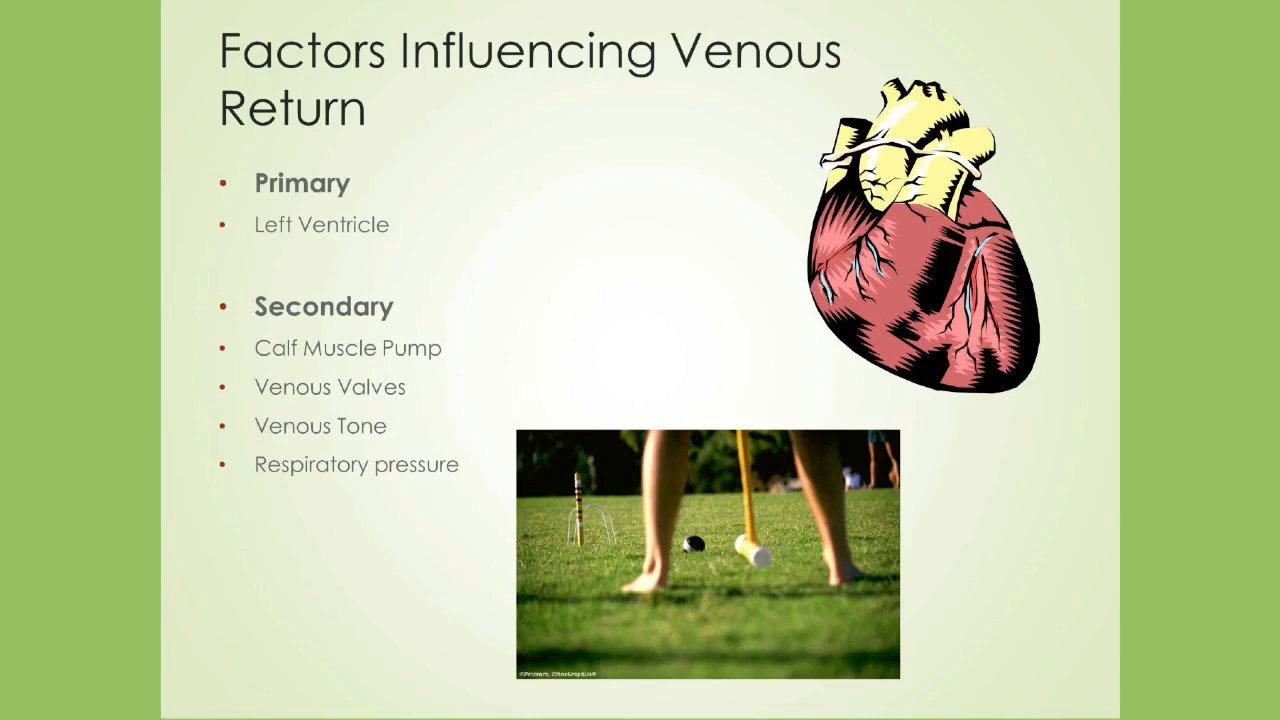 Factors Influencing Venous
Return
• Primary
• Left Ventricle
• Secondary
• Calf Muscle Pump
• Venous Valves
• Venous Tone
• Respiratory pressure